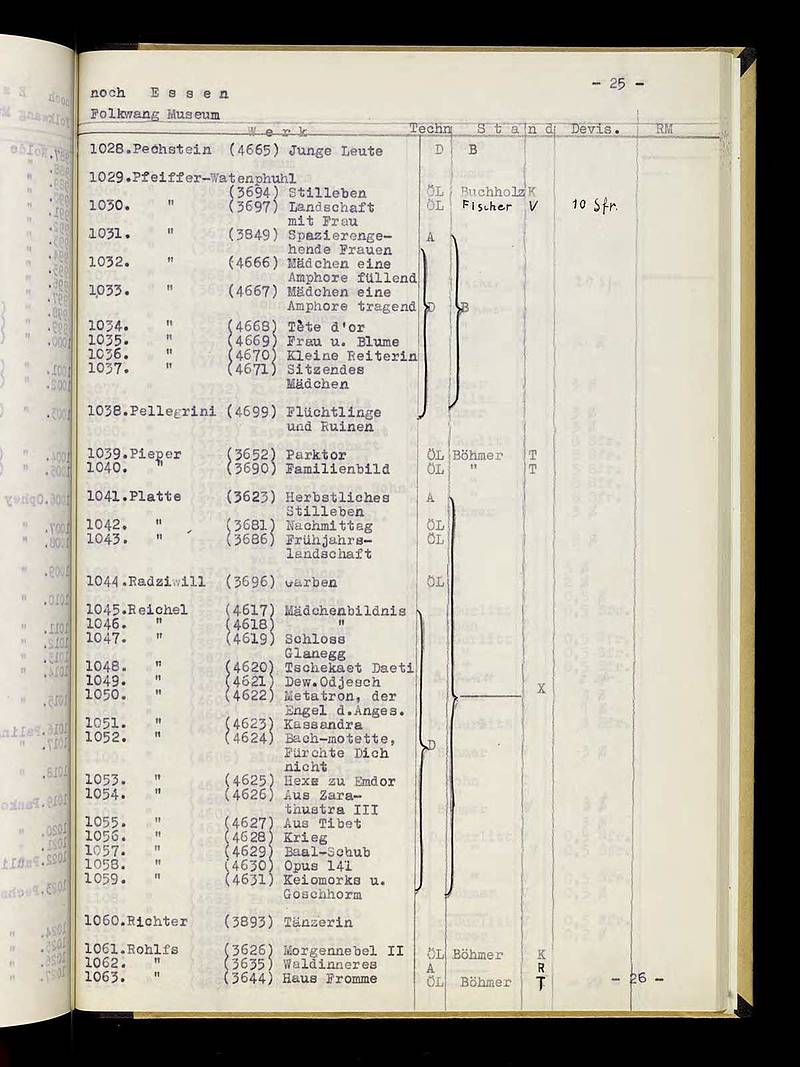 - 25 -
noch E s s e n
Folkwang Museum
W e r k Techn S t a n d Devis. RM
1028.Pechstein (4665) Junge Leute D B
1029.Pfeiffer-Watenphuhl
(3694) Stilleben ÖL Buchholz K
1030. " (3697) Landschaft ÖL Fischer V 10 Sfr.
mit Frau
1031. " (3849) Spazierenge- A
hende Frauen
1032. " (4666) Mädchen eine
Amphore füllend
1033. " (4667) Mädchen eine
Amphore tragend D B
1034. " (4668) Tête d'or
1035. " (4669) Frau u. Blume
1036. " (4670) Kleine Reiterin
1037. " (4671) Sitzendes
Mädchen
1038.Pellegrini (4699) Flüchtlinge
und Ruinen
1039.Pieper (3652) Parktor ÖL Böhmer T
1040. " (3690) Familienbild ÖL " T
1041.Platte (3623) Herbstliches A
Stilleben
1042. " (3681) Nachmittag ÖL
1043. " (3686) Frühjahrs- ÖL
landschaft
1044.Radziwill (3696) Garben ÖL
1045.Reichel (4617) Mädchenbildnis
1046. " (4618) "
1047. " (4619) Schloss
Glanegg
1048. " (4620) Tschekaet Daeti
1049. " (4621) Dew.Odjesch
1050. " (4622) Metatron, der X
Engel d.Anges.
1051. " (4623) Kassandra
1052. " (4624) Bach-motette, D
Fürchte Dich
nicht
1053. " (4625) Hexe zu Emdor
1054. " (4626) Aus Zara-
thustra III
1055. " (4627) Aus Tibet
1056. " (4628) Krieg
1057. " (4629) Baal-Schub
1058. " (4630) Opus 141
1059. " (4631) Keiomorks u.
Goschhorm
1060.Richter (3893) Tänzerin
1061.Rohlfs (3626) Morgennebel II ÖL Böhmer K
1062. " (3635) Waldinneres A R
1063. " (3644) Haus Fromme ÖL Böhmer T
- 26 -